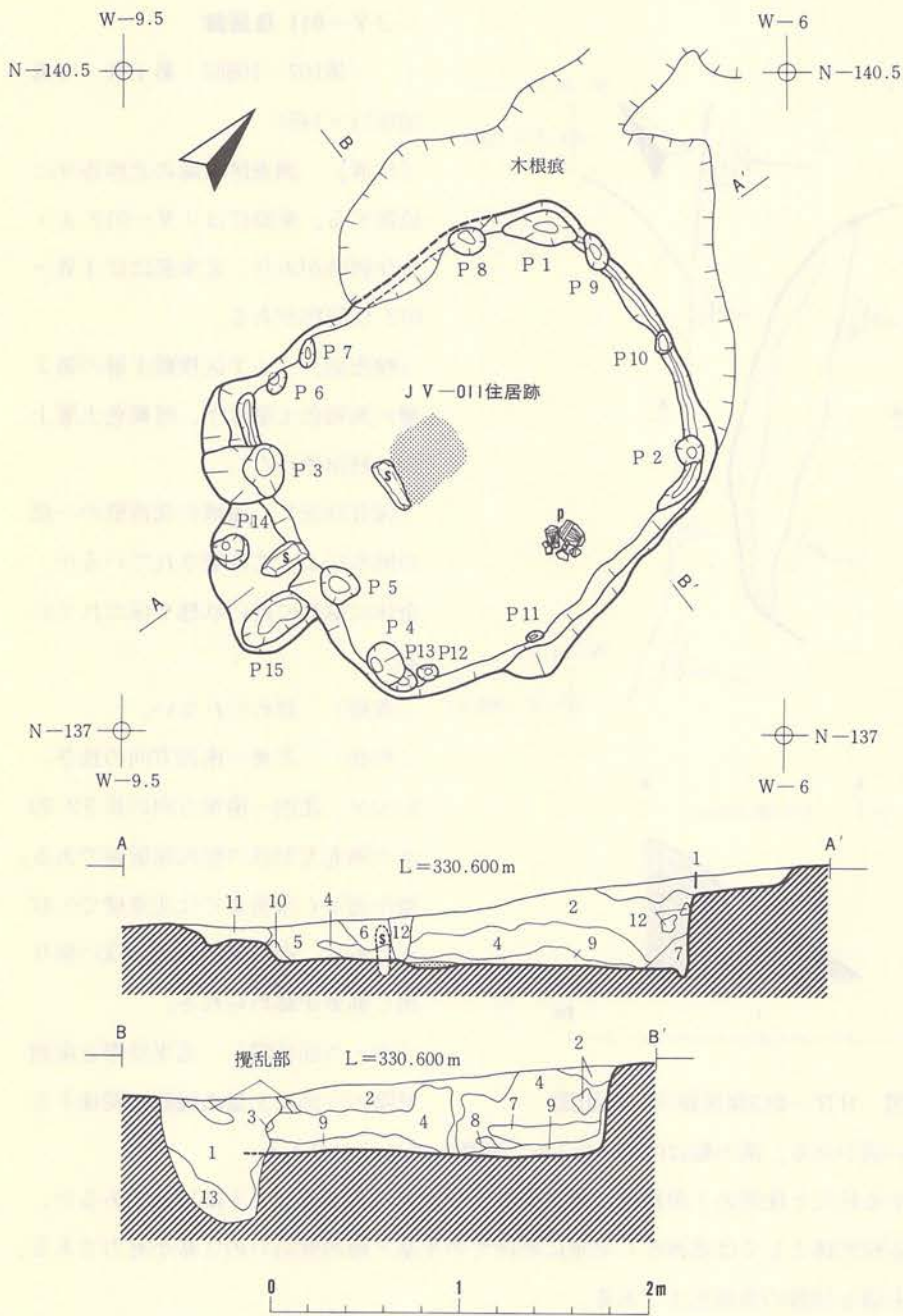 W-9.5 W-6
N-140.5 N-140.5
B
木根痕
A'
P8 P1
P9
P7
P10
P6
JV-011住居跡
P3 S P2
P14 P
S
P5 B'
A P11
P4
P13 P12
P15
N-137 N-137
W-9.5 W-6
A A'
L=330.600m 1
11 10 4 2 12 2
5 6 S 12 4 9 7
B B'
攪乱部 L=330.600m 2
2 4
3 9 4 8 7 9
1
13
0 1 2m